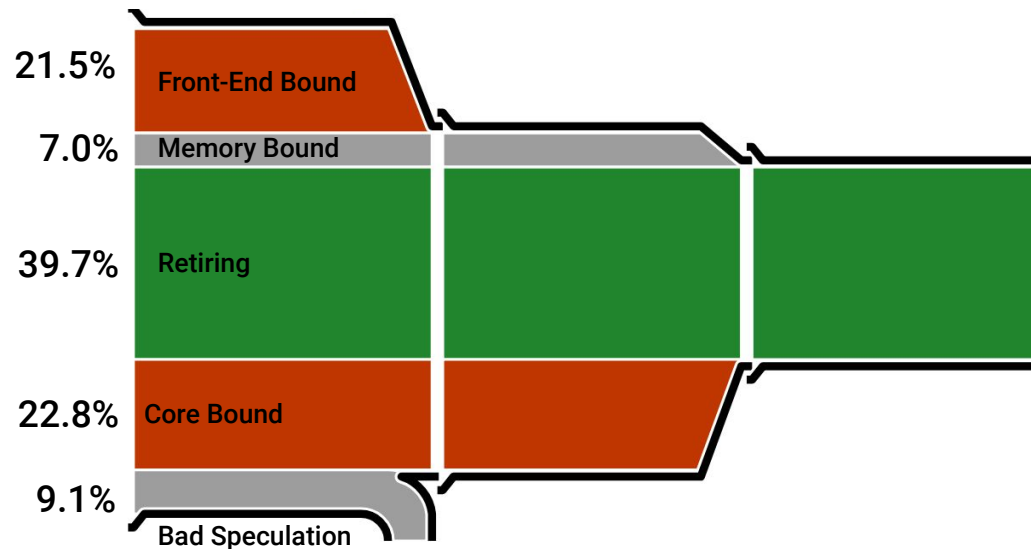 21.5%
Front-End Bound
7.0%
Memory Bound
39.7%
Retiring
22.8%
Core Bound
9.1%
Bad Speculation